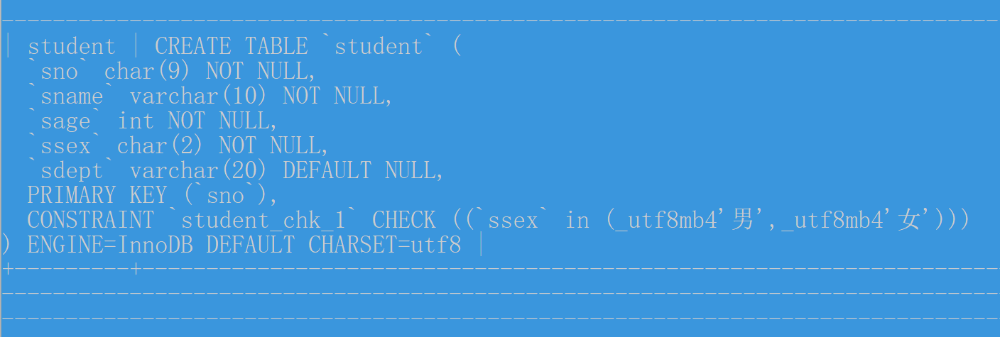 | student | CREATE TABLE `student` (
`sno` char(9) NOT NULL,
`sname` varchar(10) NOT NULL,
`sage` int NOT NULL,
`ssex` char(2) NOT NULL,
`sdept` varchar(20) DEFAULT NULL,
PRIMARY KEY (`sno`),
CONSTRAINT `student_chk_1` CHECK ((`ssex` in (_utf8mb4'男',_utf8mb4'女')))
) ENGINE=InnoDB DEFAULT CHARSET=utf8 |